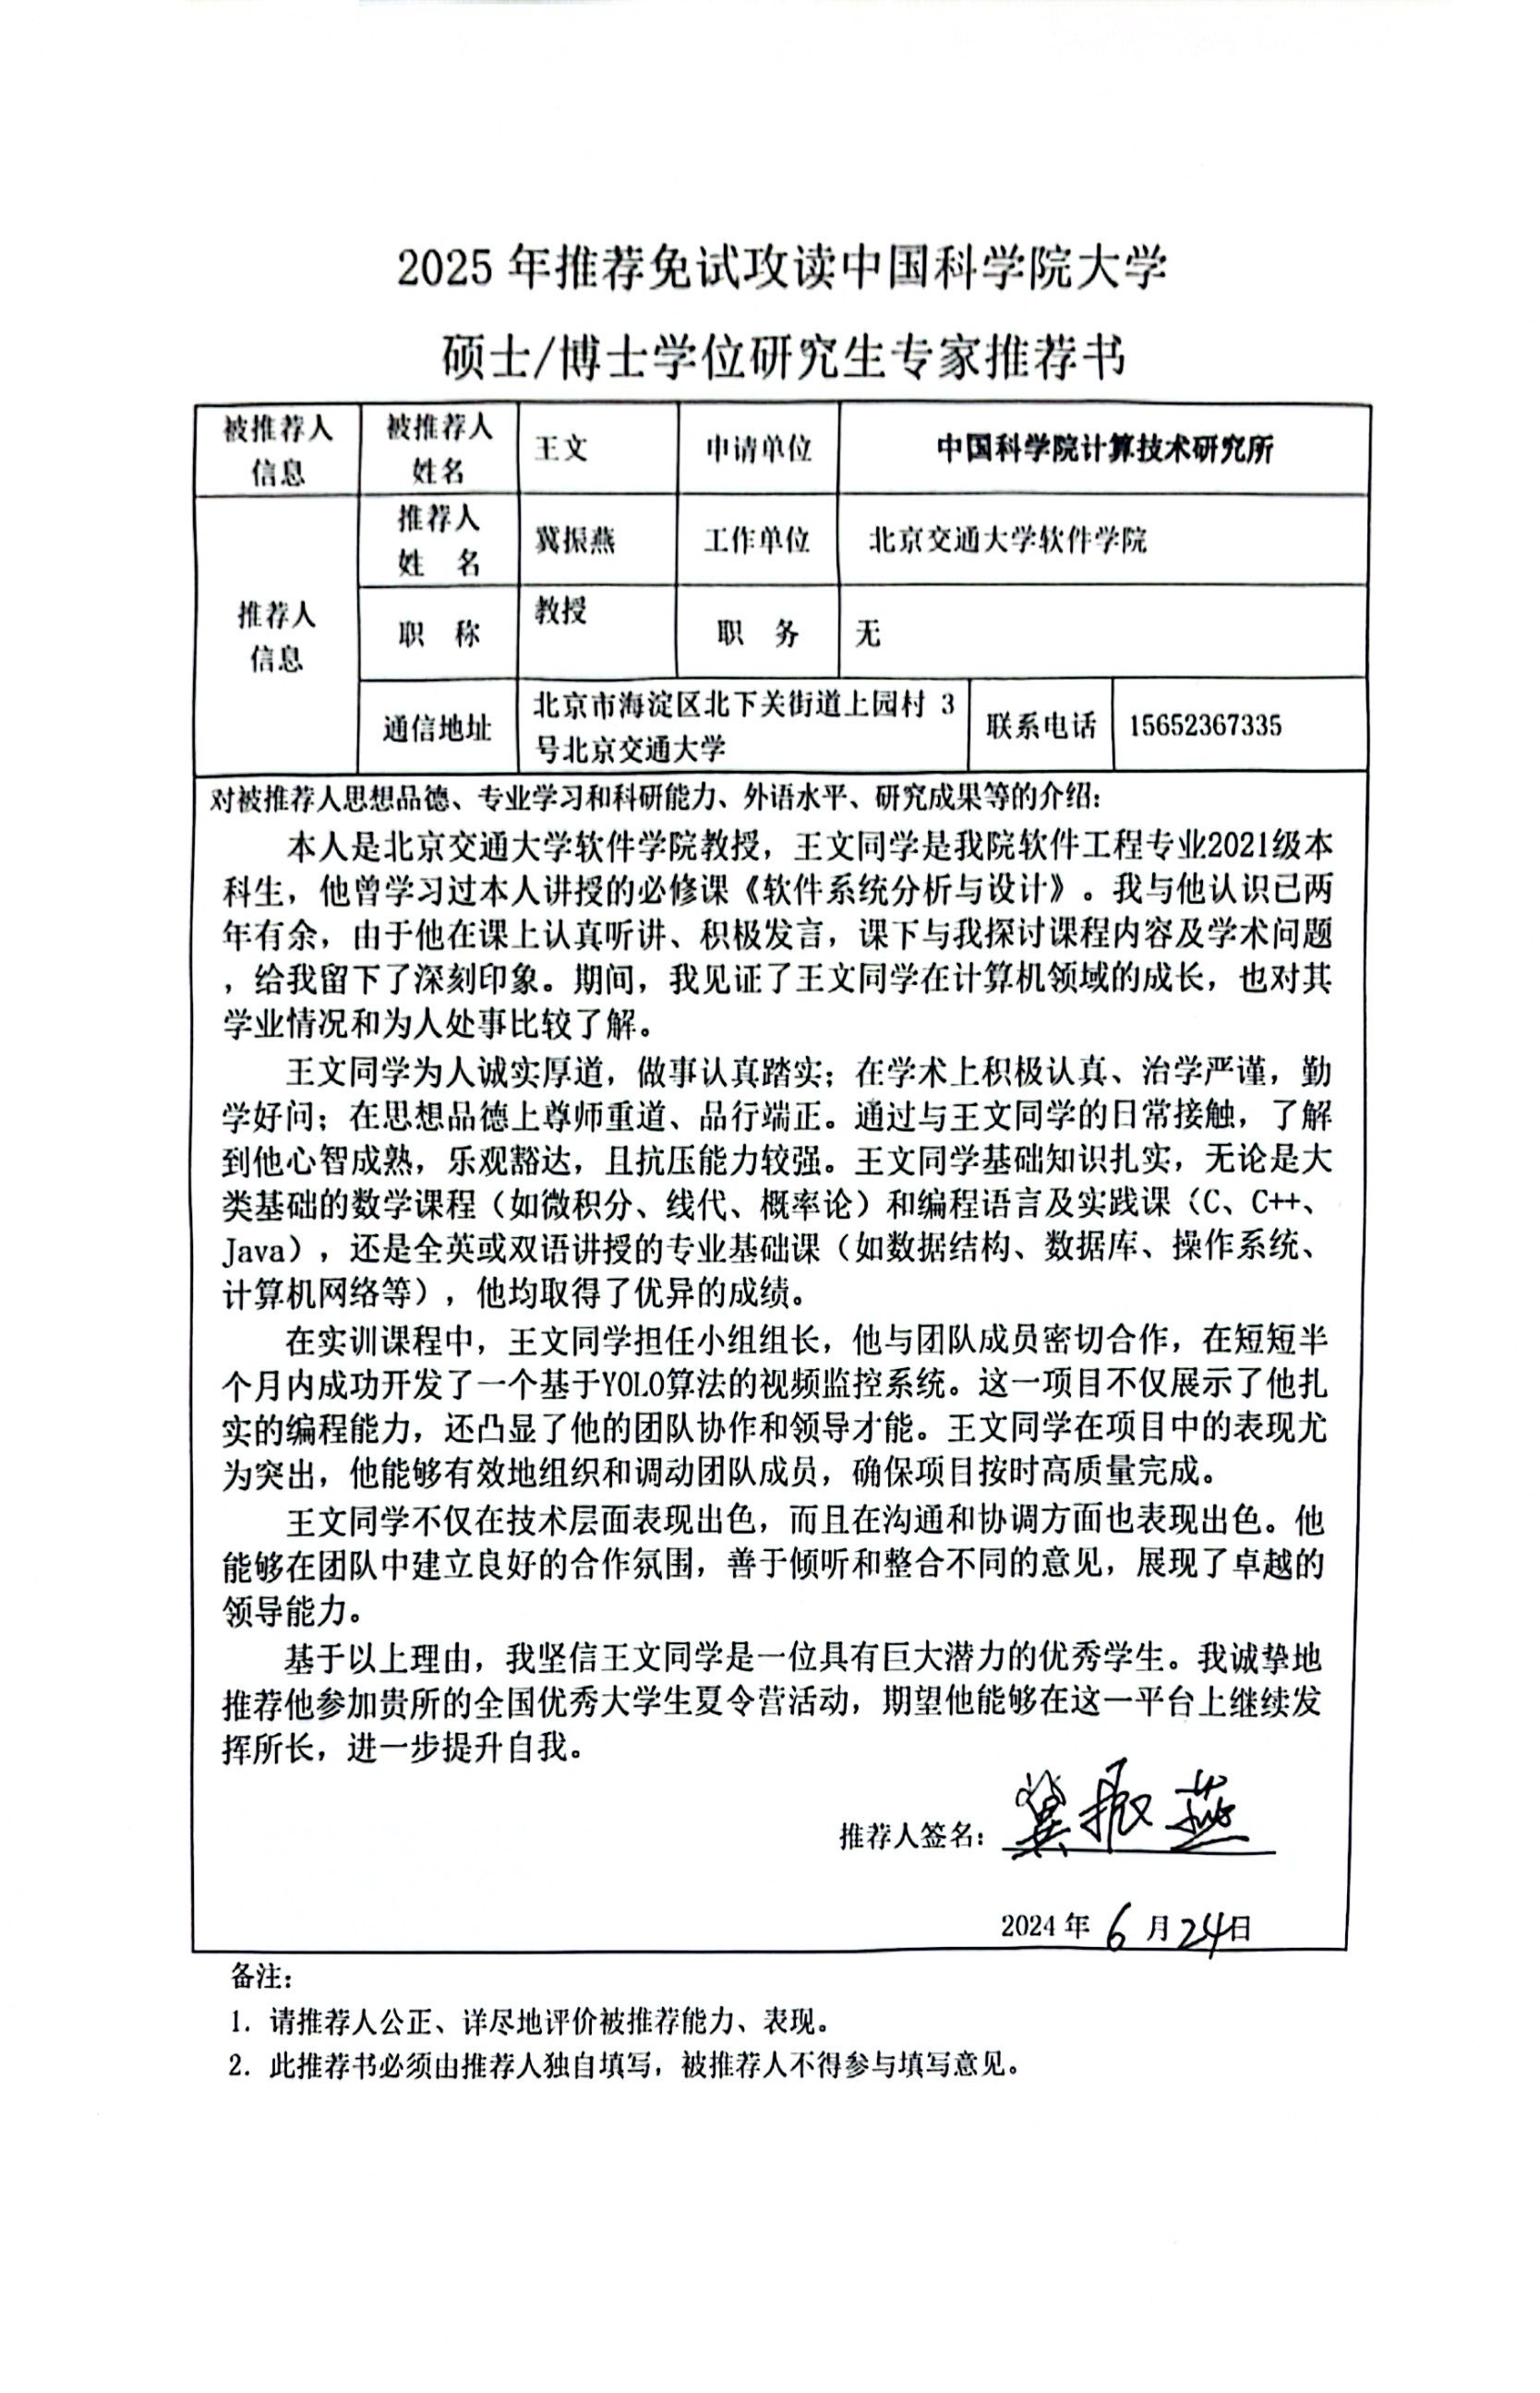 2025 年推荐免试攻读中国科学院大学
硕士/博士学位研究生专家推荐书
被推荐人
信息
被推荐人
姓名
王文
申请单位
中国科学院计算技术研究所
推荐人
信息
推荐人
姓 名
冀振燕
工作单位
北京交通大学软件学院
职 称
教授
职 务
无
通信地址
北京市海淀区北下关街道上园村 3
号北京交通大学
联系电话
15652367335
对被推荐人思想品德、专业学习和科研能力、外语水平、研究成果等的介绍：
本人是北京交通大学软件学院教授，王文同学是我院软件工程专业2021级本
科生，他曾学习过本人讲授的必修课《软件系统分析与设计》。我与他认识已两
年有余，由于他在课上认真听讲、积极发言，课下与我探讨课程内容及学术问题
，给我留下了深刻印象。期间，我见证了王文同学在计算机领域的成长，也对其
学业情况和为人处事比较了解。
王文同学为人诚实厚道，做事认真踏实；在学术上积极认真、治学严谨，勤
学好问；在思想品德上尊师重道、品行端正。通过与王文同学的日常接触，了解
到他心智成熟，乐观豁达，且抗压能力较强。王文同学基础知识扎实，无论是大
类基础的数学课程（如微积分、线代、概率论）和编程语言及实践课（C、C++、
Java），还是全英或双语讲授的专业基础课（如数据结构、数据库、操作系统、
计算机网络等），他均取得了优异的成绩。
在实训课程中，王文同学担任小组组长，他与团队成员密切合作，在短短半
个月内成功开发了一个基于YOLO算法的视频监控系统。这一项目不仅展示了他扎
实的编程能力，还凸显了他的团队协作和领导才能。王文同学在项目中的表现尤
为突出，他能够有效地组织和调动团队成员，确保项目按时高质量完成。
王文同学不仅在技术层面表现出色，而且在沟通和协调方面也表现出色。他
能够在团队中建立良好的合作氛围，善于倾听和整合不同的意见，展现了卓越的
领导能力。
基于以上理由，我坚信王文同学是一位具有巨大潜力的优秀学生。我诚挚地
推荐他参加贵所的全国优秀大学生夏令营活动，期望他能够在这一平台上继续发
挥所长，进一步提升自我。
推荐人签名：冀振燕
2024 年 6 月 24日
备注：
1. 请推荐人公正、详尽地评价被推荐能力、表现。
2. 此推荐书必须由推荐人独自填写，被推荐人不得参与填写意见。